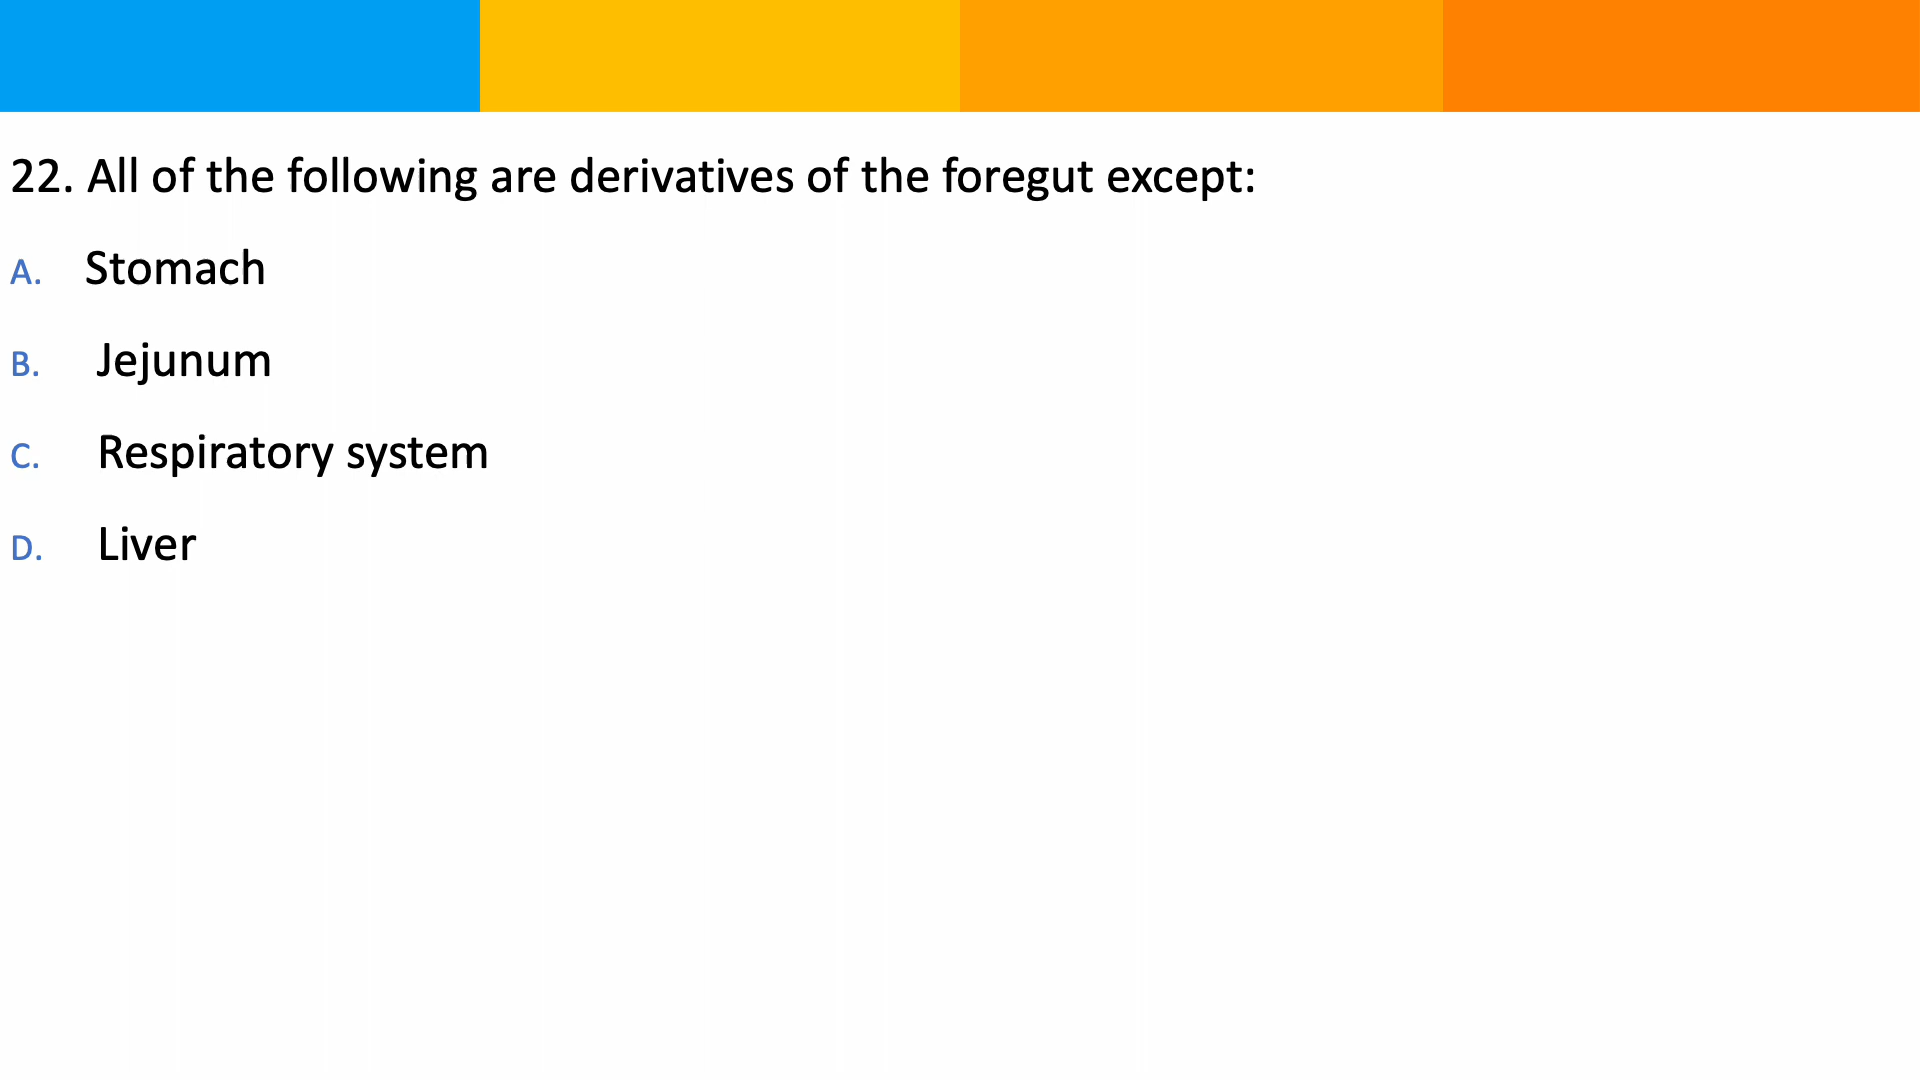 22. All of the following are derivatives of the foregut except:
A. Stomach
B. Jejunum
C. Respiratory system
D. Liver